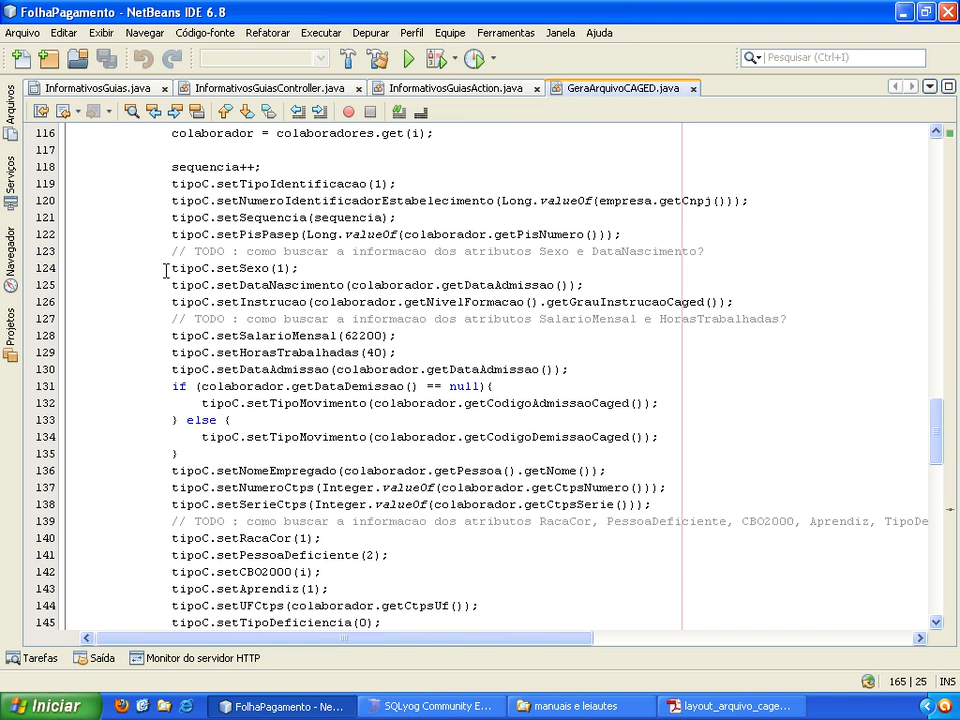 FolhaPagamento - NetBeans IDE 6.8
Arquivo Editar Exibir Navegar Código-fonte Refatorar Executar Depurar Perfil Equipe Ferramentas Janela Ajuda
Pesquisar (Ctrl+I)
InformativosGuias.java InformativosGuiasController.java InformativosGuiasAction.java GeraArquivoCAGED.java
Arquivos
Serviços
Navegador
Projetos
116 colaborador = colaboradores.get(i);
117
118 sequencia++;
119 tipoC.setTipoIdentificacao(1);
120 tipoC.setNumeroIdentificadorEstabelecimento(Long.valueOf(empresa.getCnpj()));
121 tipoC.setSequencia(sequencia);
122 tipoC.setPisPasep(Long.valueOf(colaborador.getPisNumero()));
123 // TODO : como buscar a informacao dos atributos Sexo e DataNascimento?
124 tipoC.setSexo(1);
125 tipoC.setDataNascimento(colaborador.getDataAdmissao());
126 tipoC.setInstrucao(colaborador.getNivelFormacao().getGrauInstrucaoCaged());
127 // TODO : como buscar a informacao dos atributos SalarioMensal e HorasTrabalhadas?
128 tipoC.setSalarioMensal(62200);
129 tipoC.setHorasTrabalhadas(40);
130 tipoC.setDataAdmissao(colaborador.getDataAdmissao());
131 if (colaborador.getDataDemissao() == null){
132 tipoC.setTipoMovimento(colaborador.getCodigoAdmissaoCaged());
133 } else {
134 tipoC.setTipoMovimento(colaborador.getCodigoDemissaoCaged());
135 }
136 tipoC.setNomeEmpregado(colaborador.getPessoa().getNome());
137 tipoC.setNumeroCtps(Integer.valueOf(colaborador.getCtpsNumero()));
138 tipoC.setSerieCtps(Integer.valueOf(colaborador.getCtpsSerie()));
139 // TODO : como buscar a informacao dos atributos RacaCor, PessoaDeficiente, CBO2000, Aprendiz, TipoDe
140 tipoC.setRacaCor(1);
141 tipoC.setPessoaDeficiente(2);
142 tipoC.setCBO2000(i);
143 tipoC.setAprendiz(1);
144 tipoC.setUFCtps(colaborador.getCtpsUf());
145 tipoC.setTipoDeficiencia(0);
Tarefas Saída Monitor do servidor HTTP
165 | 25 INS
Iniciar FolhaPagamento - Ne... SQLyog Community E... manuais e leiautes layout_arquivo_cage...